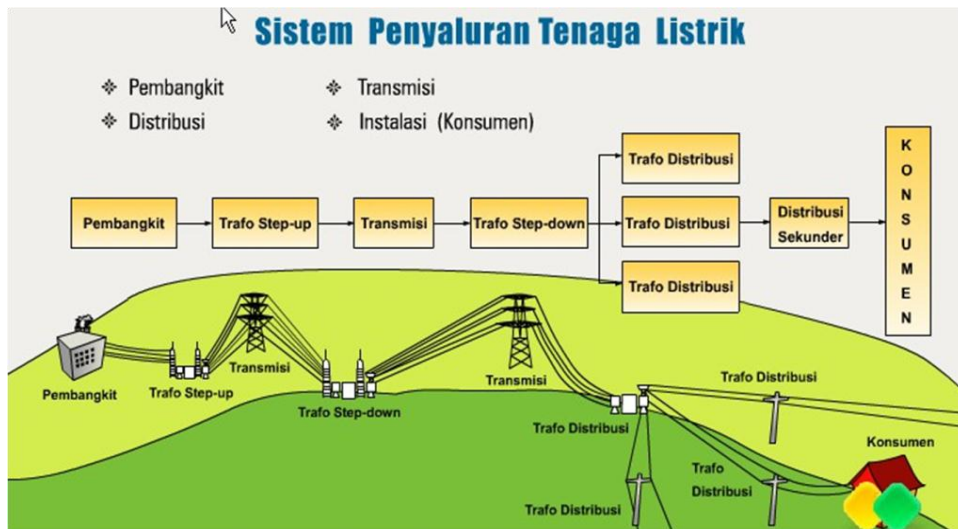 Sistem Penyaluran Tenaga Listrik
❖ Pembangkit
❖ Transmisi
❖ Distribusi
❖ Instalasi (Konsumen)
Pembangkit
Trafo Step-up
Transmisi
Trafo Step-down
Trafo Distribusi
Trafo Distribusi
Trafo Distribusi
Distribusi
Sekunder
K
O
N
S
U
M
E
N
Pembangkit
Trafo Step-up
Transmisi
Trafo Step-down
Transmisi
Trafo Distribusi
Trafo Distribusi
Trafo Distribusi
Trafo
Distribusi
Konsumen